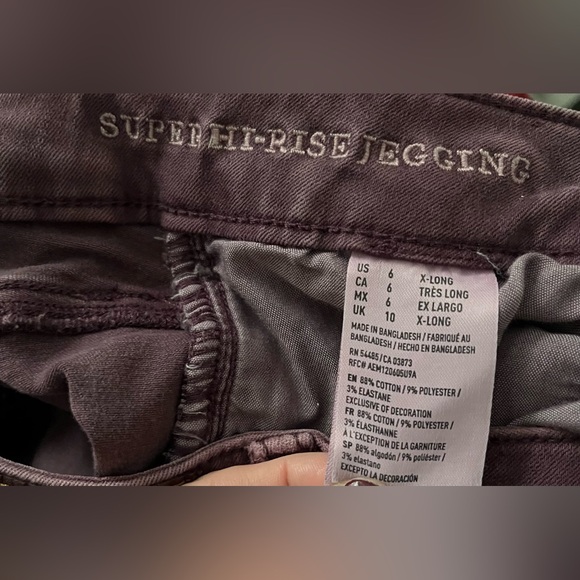 SUPER HI-RISE JEGGING
US 6 X-LONG
CA 6 TRÈS LONG
MX 6 EX LARGO
UK 10 X-LONG
MADE IN BANGLADESH / FABRIQUÉ AU
BANGLADESH / HECHO EN BANGLADESH
RN 54485/CA 03873
RFC# AEM120605U9A
EN 88% COTTON / 9% POLYESTER /
3% ELASTANE
EXCLUSIVE OF DECORATION
FR 88% COTTON / 9% POLYESTER /
3% ÉLASTHANNE
À L'EXCEPTION DE LA GARNITURE
SP 88% algodón / 9% poliéster /
3% elastano
EXCEPTO LA DECORACIÓN